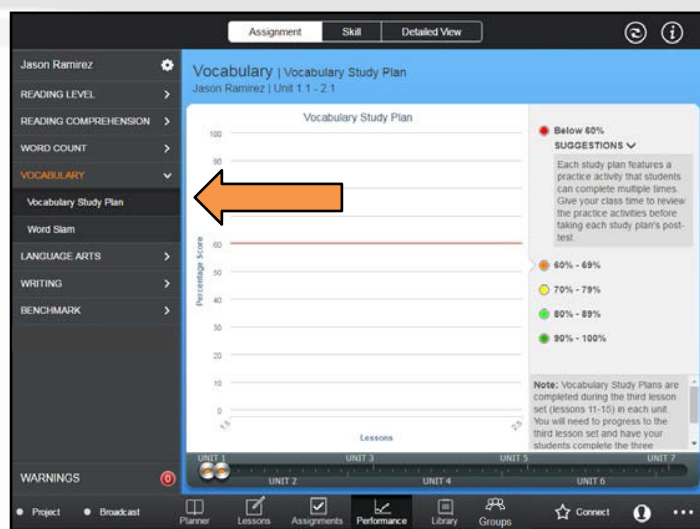 Assignment Skill Detailed View
Jason Ramirez
READING LEVEL
READING COMPREHENSION
WORD COUNT
VOCABULARY
Vocabulary Study Plan
Word Slam
LANGUAGE ARTS
WRITING
BENCHMARK
WARNINGS 0
Vocabulary | Vocabulary Study Plan
Jason Ramirez | Unit 1.1 - 2.1
Vocabulary Study Plan
100
90
60
50
40
30
20
10
0
Percentage Score
1.5 2.5
Lessons
Below 60%
SUGGESTIONS
Each study plan features a
practice activity that students
can complete multiple times.
Give your class time to review
the practice activities before
taking each study plan's post-
test.
60% - 69%
70% - 79%
80% - 89%
90% - 100%
Note: Vocabulary Study Plans are
completed during the third lesson
set (lessons 11-15) in each unit.
You will need to progress to the
third lesson set and have your
students complete the three
UNIT 1 UNIT 3 UNIT 5 UNIT 7
UNIT 2 UNIT 4 UNIT 6
Project Broadcast Planner Lessons Assignments Performance Library Groups Connect